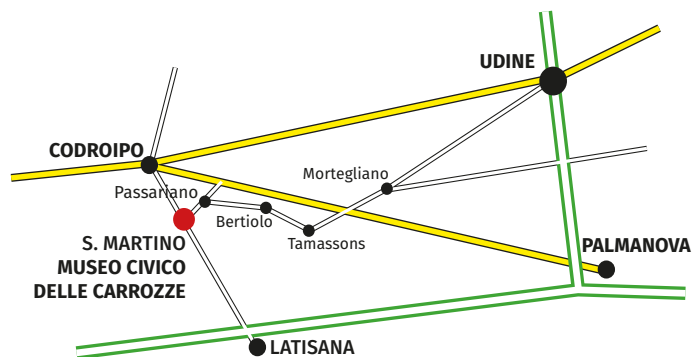 UDINE
CODROIPO
Mortegliano
Passariano
Bertiolo
Tamassons
S. MARTINO
MUSEO CIVICO
DELLE CARROZZE
PALMANOVA
LATISANA